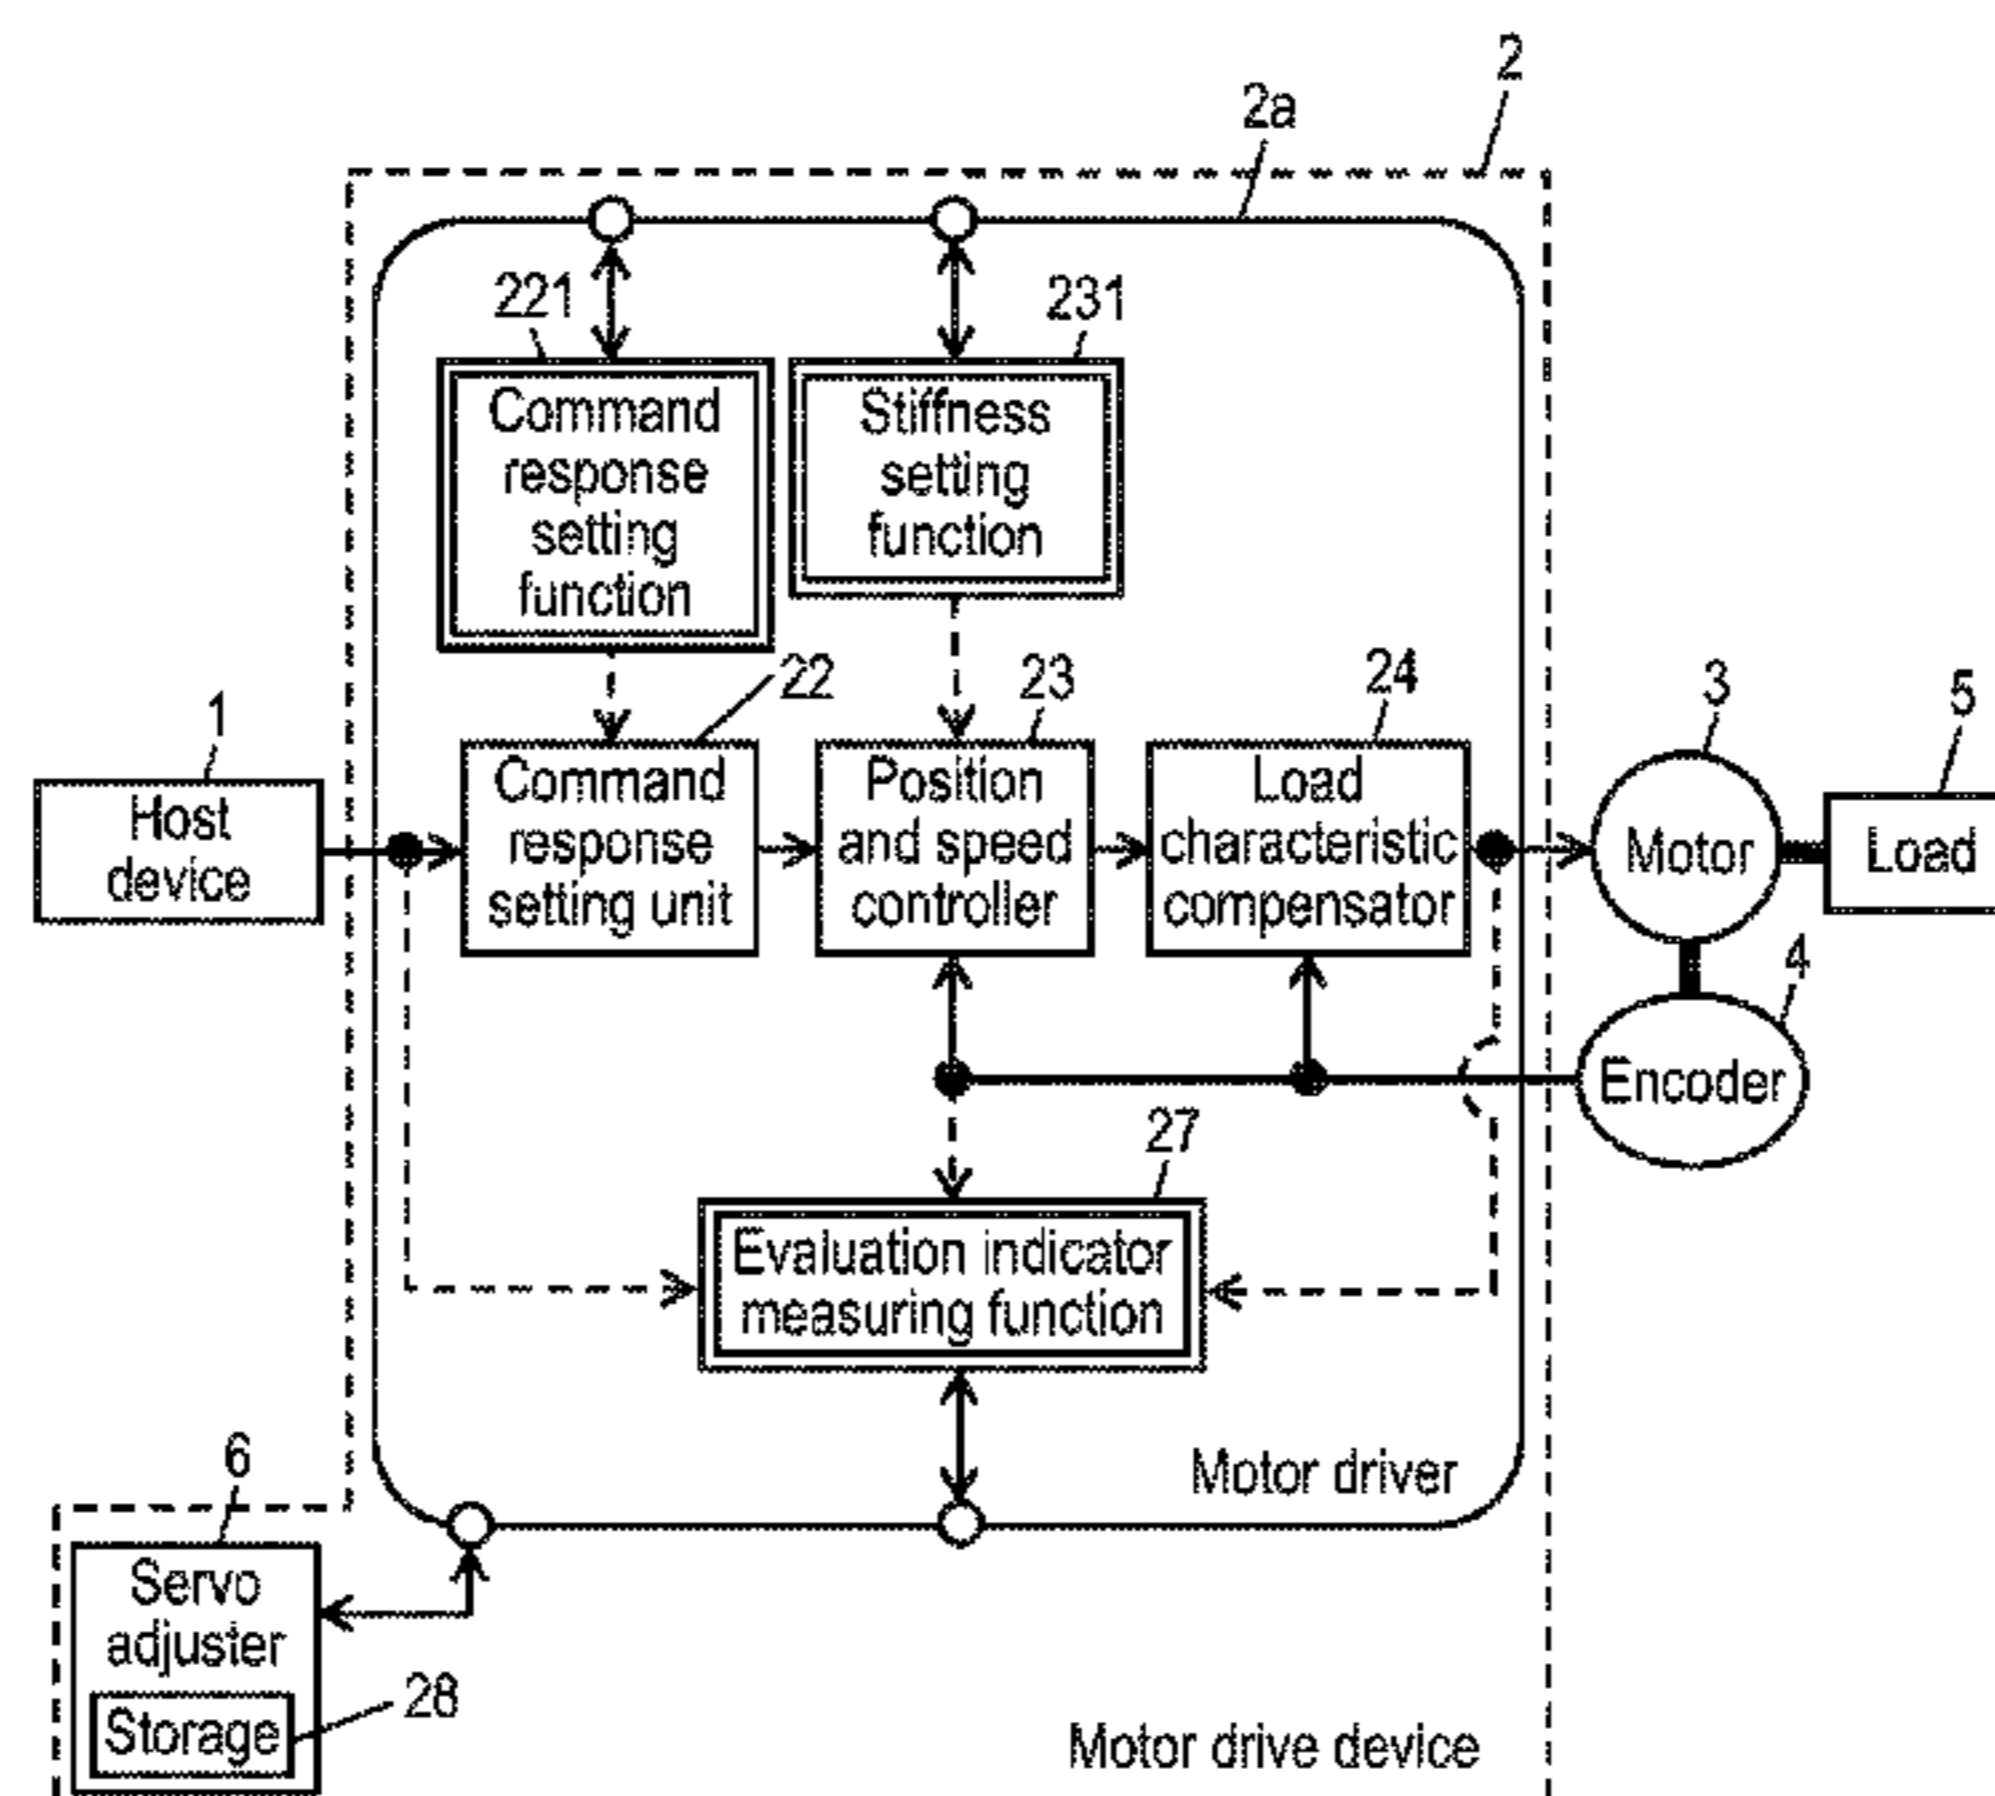 2
2a
221
231
Command
response
setting
function
Stiffness
setting
function
22
23
24
3
5
1
Host
device
Command
response
setting unit
Position
and speed
controller
Load
characteristic
compensator
Motor
Load
4
Encoder
27
Evaluation indicator
measuring function
Motor driver
6
Servo
adjuster
28
Storage
Motor drive device